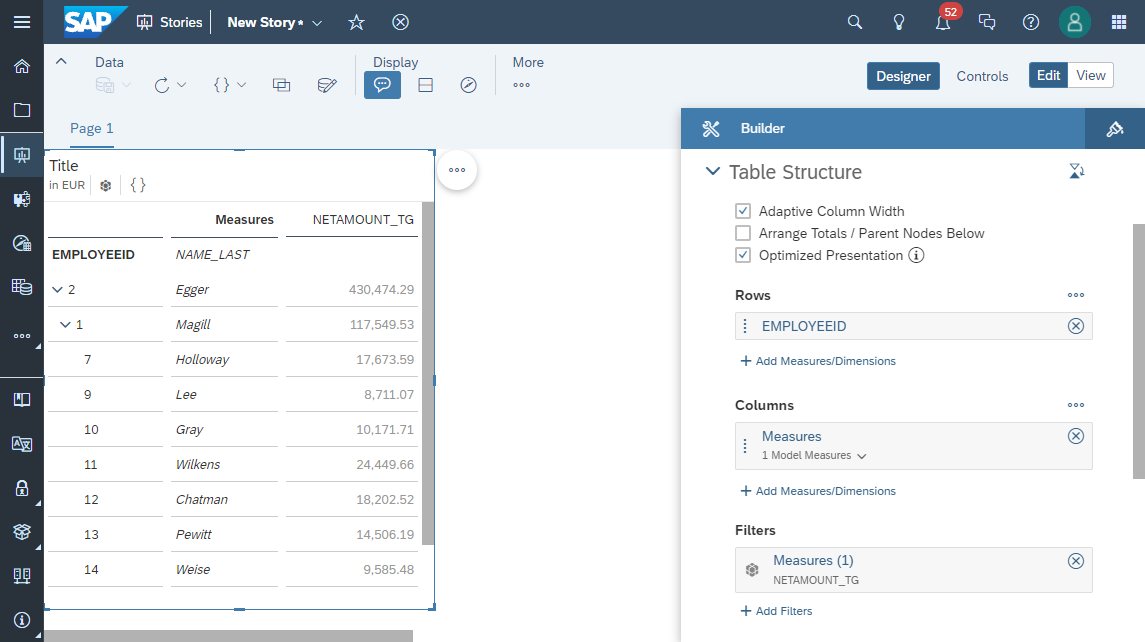 SAP Stories New Story* 52
Data Display More
Designer Controls Edit View
Page 1
Builder
Title
in EUR
Measures NETAMOUNT_TG
EMPLOYEEID NAME_LAST
2 Egger 430,474.29
1 Magill 117,549.53
7 Holloway 17,673.59
9 Lee 8,711.07
10 Gray 10,171.71
11 Wilkens 24,449.66
12 Chatman 18,202.52
13 Pewitt 14,506.19
14 Weise 9,585.48
Table Structure
Adaptive Column Width
Arrange Totals / Parent Nodes Below
Optimized Presentation
Rows
EMPLOYEEID
Add Measures/Dimensions
Columns
Measures
1 Model Measures
Add Measures/Dimensions
Filters
Measures (1)
NETAMOUNT_TG
Add Filters